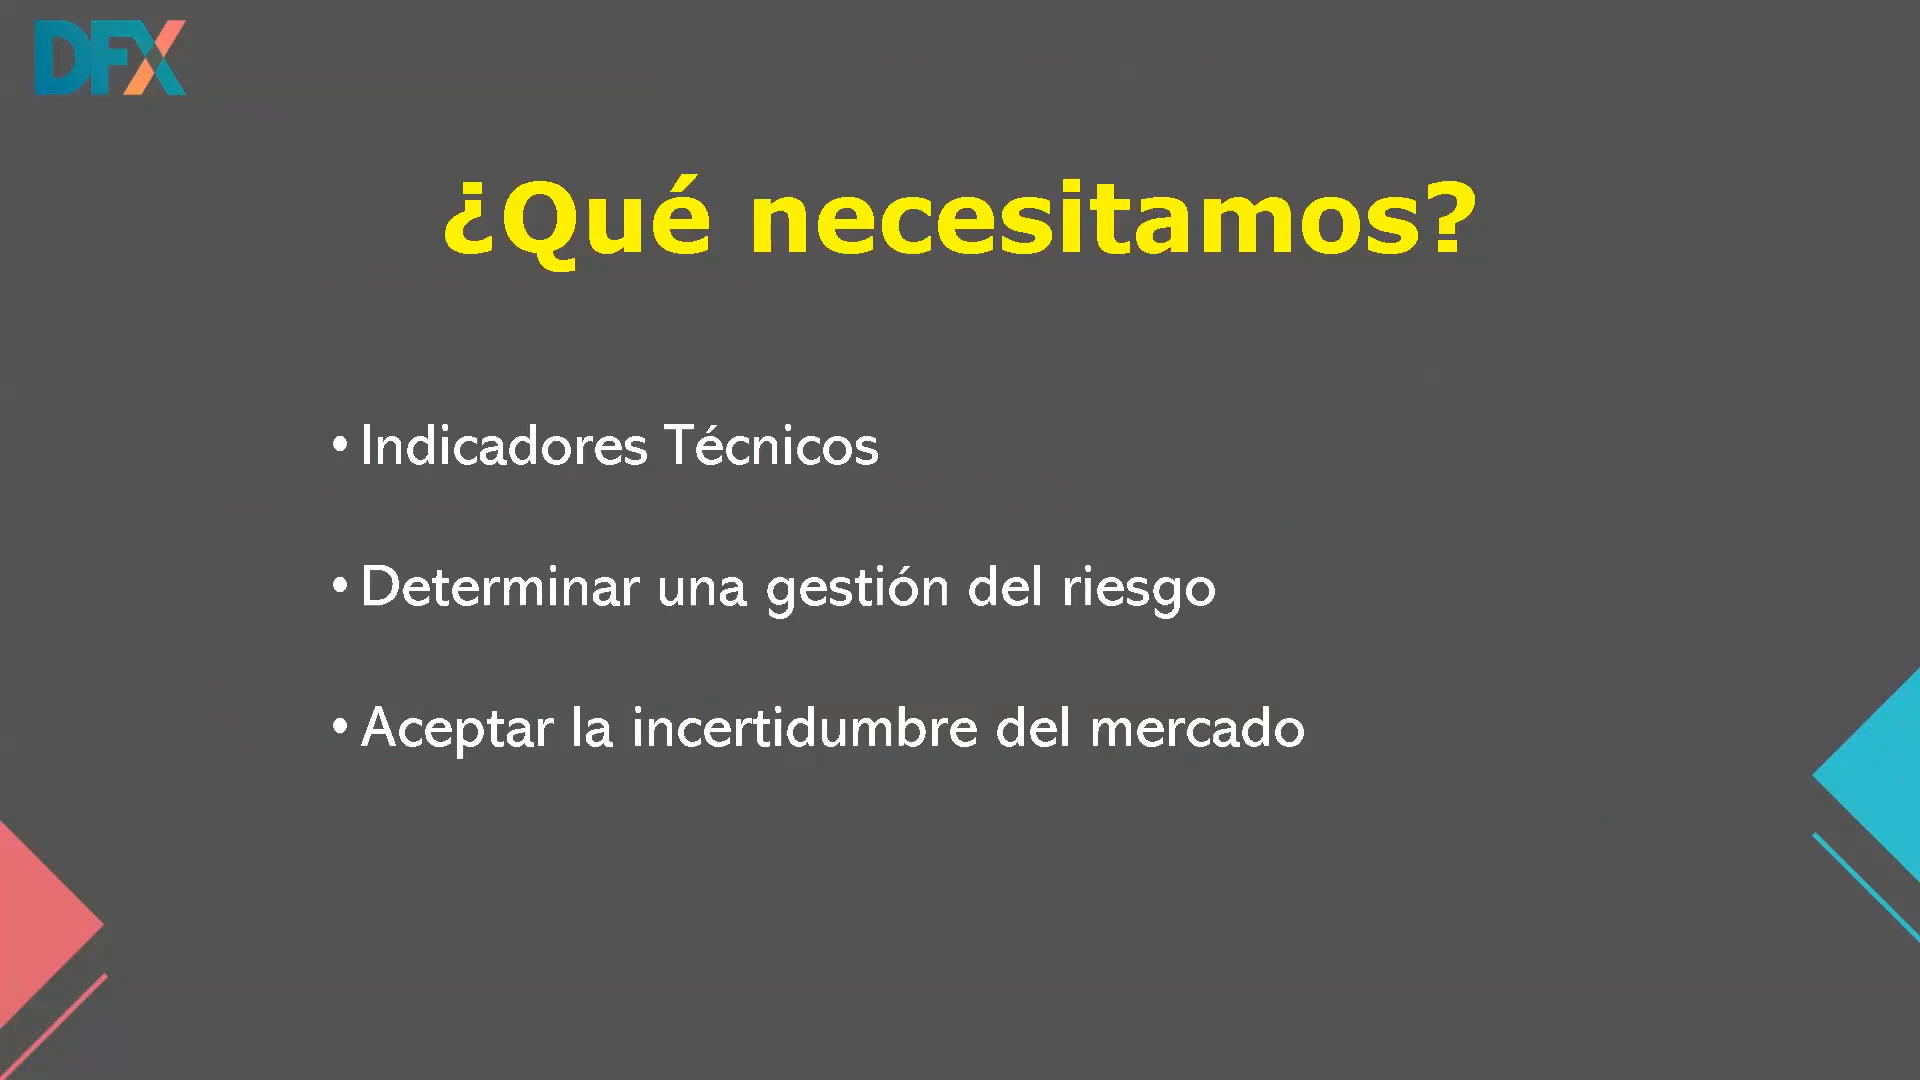 DFX
¿Qué necesitamos?
• Indicadores Técnicos
• Determinar una gestión del riesgo
• Aceptar la incertidumbre del mercado